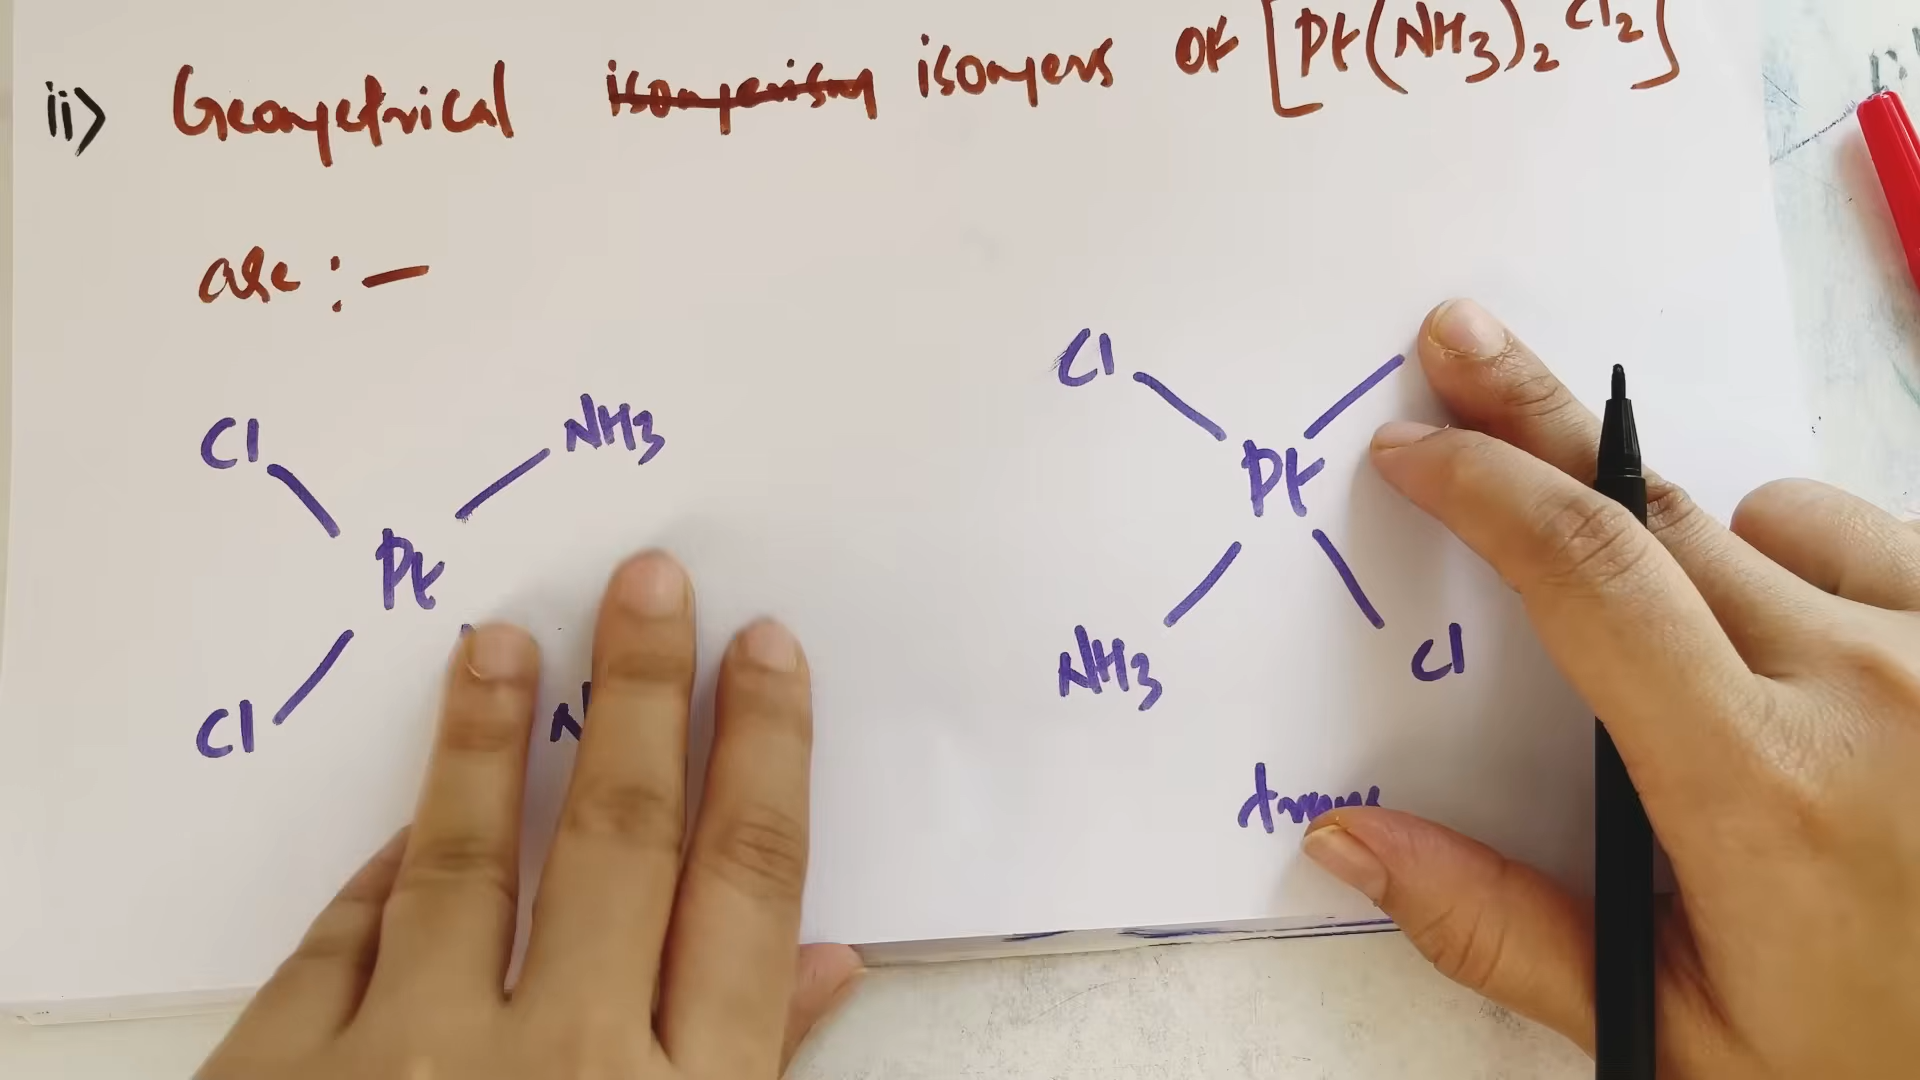 ii> Geometrical isomerism isomers of [Pt(NH3)2Cl2]
are :-
Cl NH3
Pt
Cl
Cl
Pt
NH3 Cl
trans